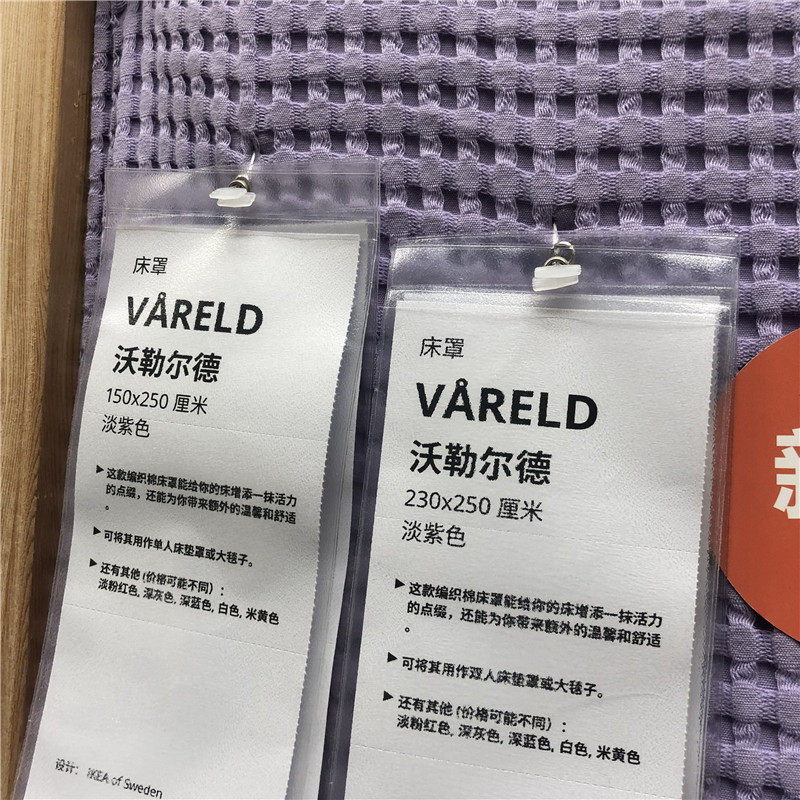 床罩
VÅRELD
沃勒尔德
150x250 厘米
淡紫色
▶这款编织棉床罩能给你的床增添一抹活力
的点缀，还能为你带来额外的温馨和舒适
。
▶可将其用作单人床垫罩或大毯子。
▶还有其他 (价格可能不同)：
淡粉红色, 深灰色, 深蓝色, 白色, 米黄色
设计： IKEA of Sweden
床罩
VÅRELD
沃勒尔德
230x250 厘米
淡紫色
▶这款编织棉床罩能给你的床增添一抹活力
的点缀，还能为你带来额外的温馨和舒适
。
▶可将其用作双人床垫罩或大毯子。
▶还有其他 (价格可能不同)：
淡粉红色, 深灰色, 深蓝色, 白色, 米黄色